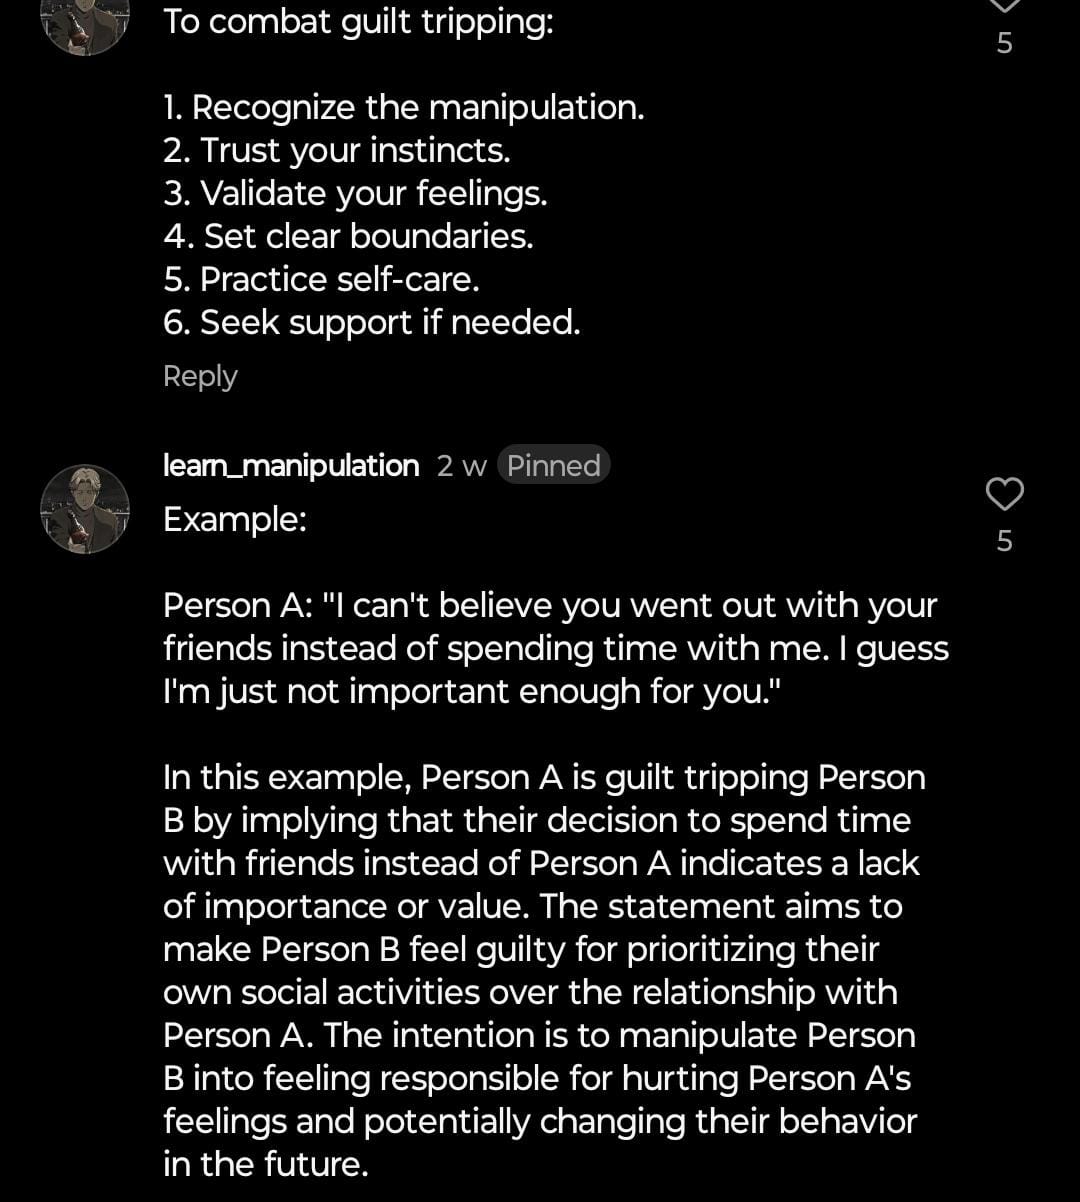 To combat guilt tripping:
5
1. Recognize the manipulation.
2. Trust your instincts.
3. Validate your feelings.
4. Set clear boundaries.
5. Practice self-care.
6. Seek support if needed.
Reply
learn_manipulation 2 w Pinned
Example:
5
Person A: "I can't believe you went out with your
friends instead of spending time with me. I guess
I'm just not important enough for you."
In this example, Person A is guilt tripping Person
B by implying that their decision to spend time
with friends instead of Person A indicates a lack
of importance or value. The statement aims to
make Person B feel guilty for prioritizing their
own social activities over the relationship with
Person A. The intention is to manipulate Person
B into feeling responsible for hurting Person A's
feelings and potentially changing their behavior
in the future.